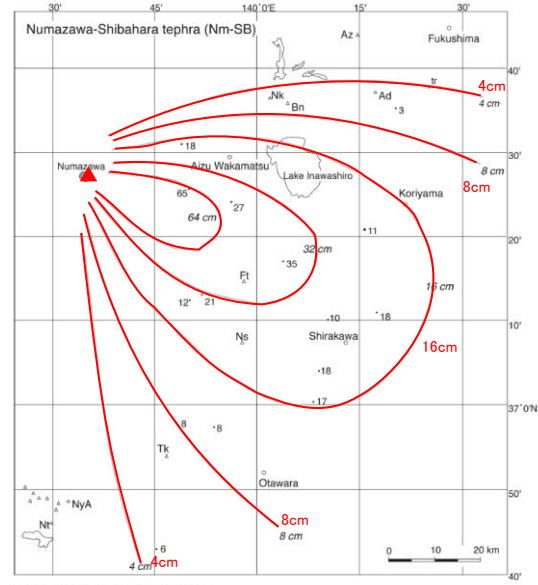 30' 45' 140°0'E 15' 30'
Numazawa-Shibahara tephra (Nm-SB)
Az
Fukushima
40'
tr
4cm
Nk
Ad
4 cm
Bn
3
18
30'
Numazawa
Aizu Wakamatsu
8 cm
Lake Inawashiro
8cm
65
Koriyama
27
64 cm
11
20'
32 cm
35
Ft
16 cm
12 21
10
18
10'
Ns
Shirakawa
16cm
18
17
37°0'N
8
8
Tk
Otawara
50'
NyA
8cm
Nt
8 cm
6
4cm
4 cm
0 10 20 km
40'